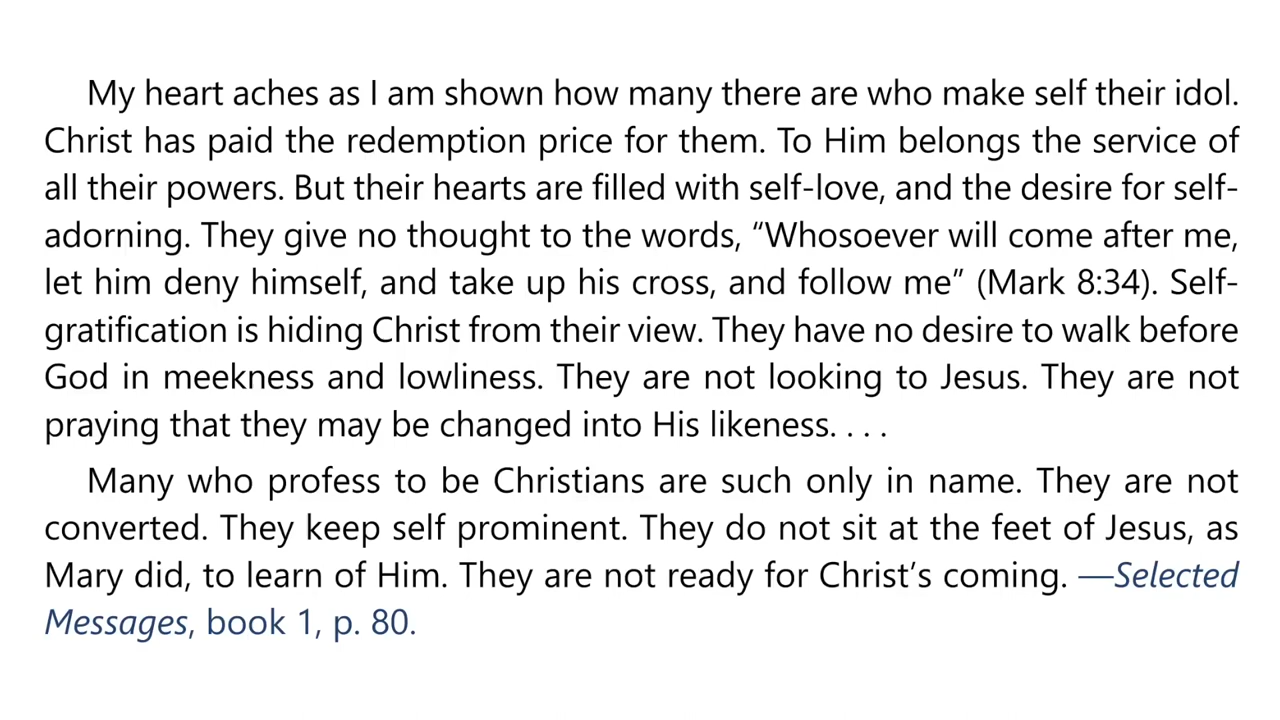 My heart aches as I am shown how many there are who make self their idol.
Christ has paid the redemption price for them. To Him belongs the service of
all their powers. But their hearts are filled with self-love, and the desire for self-
adorning. They give no thought to the words, “Whosoever will come after me,
let him deny himself, and take up his cross, and follow me” (Mark 8:34). Self-
gratification is hiding Christ from their view. They have no desire to walk before
God in meekness and lowliness. They are not looking to Jesus. They are not
praying that they may be changed into His likeness. . . .
Many who profess to be Christians are such only in name. They are not
converted. They keep self prominent. They do not sit at the feet of Jesus, as
Mary did, to learn of Him. They are not ready for Christ’s coming. —Selected
Messages, book 1, p. 80.